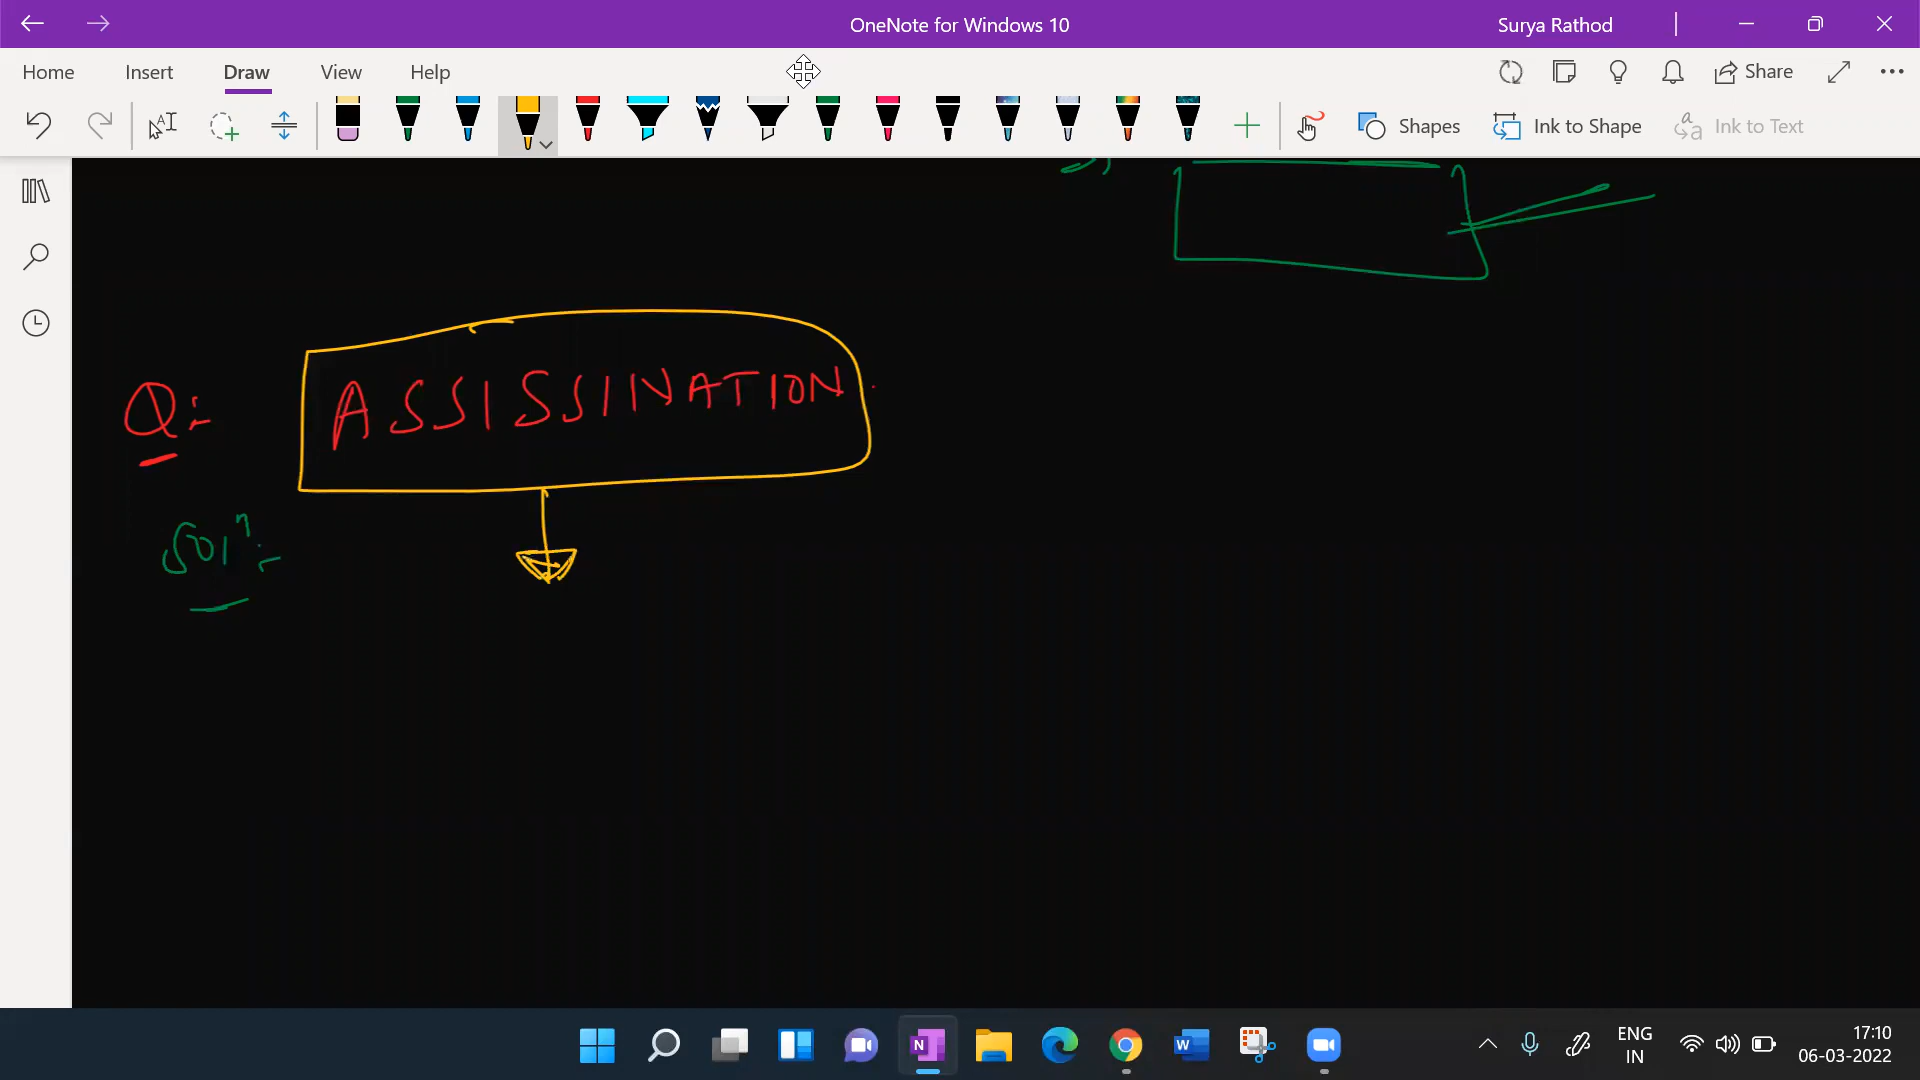 OneNote for Windows 10
Surya Rathod
Home Insert Draw View Help
Share
Shapes Ink to Shape Ink to Text
Q:-
ASSISSINATION.
Solⁿ:-
ENG
IN
17:10
06-03-2022